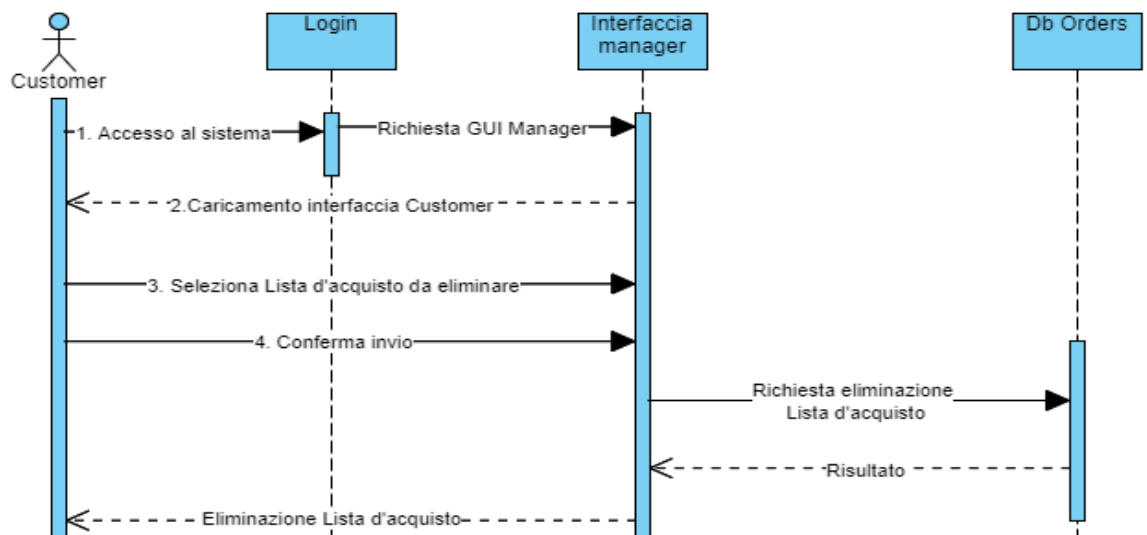 Login
Interfaccia
manager
Db Orders
Customer
1. Accesso al sistema
Richiesta GUI Manager
2.Caricamento interfaccia Customer
3. Seleziona Lista d'acquisto da eliminare
4. Conferma invio
Richiesta eliminazione
Lista d'acquisto
Risultato
Eliminazione Lista d'acquisto